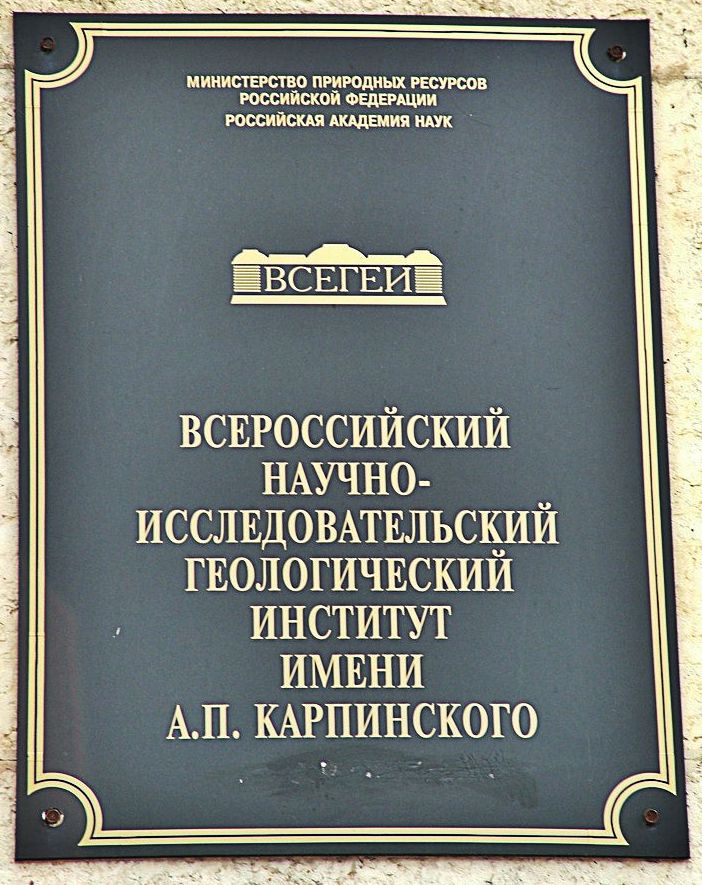 МИНИСТЕРСТВО ПРИРОДНЫХ РЕСУРСОВ
РОССИЙСКОЙ ФЕДЕРАЦИИ
РОССИЙСКАЯ АКАДЕМИЯ НАУК
ВСЕГЕИ
ВСЕРОССИЙСКИЙ
НАУЧНО-
ИССЛЕДОВАТЕЛЬСКИЙ
ГЕОЛОГИЧЕСКИЙ
ИНСТИТУТ
ИМЕНИ
А.П. КАРПИНСКОГО